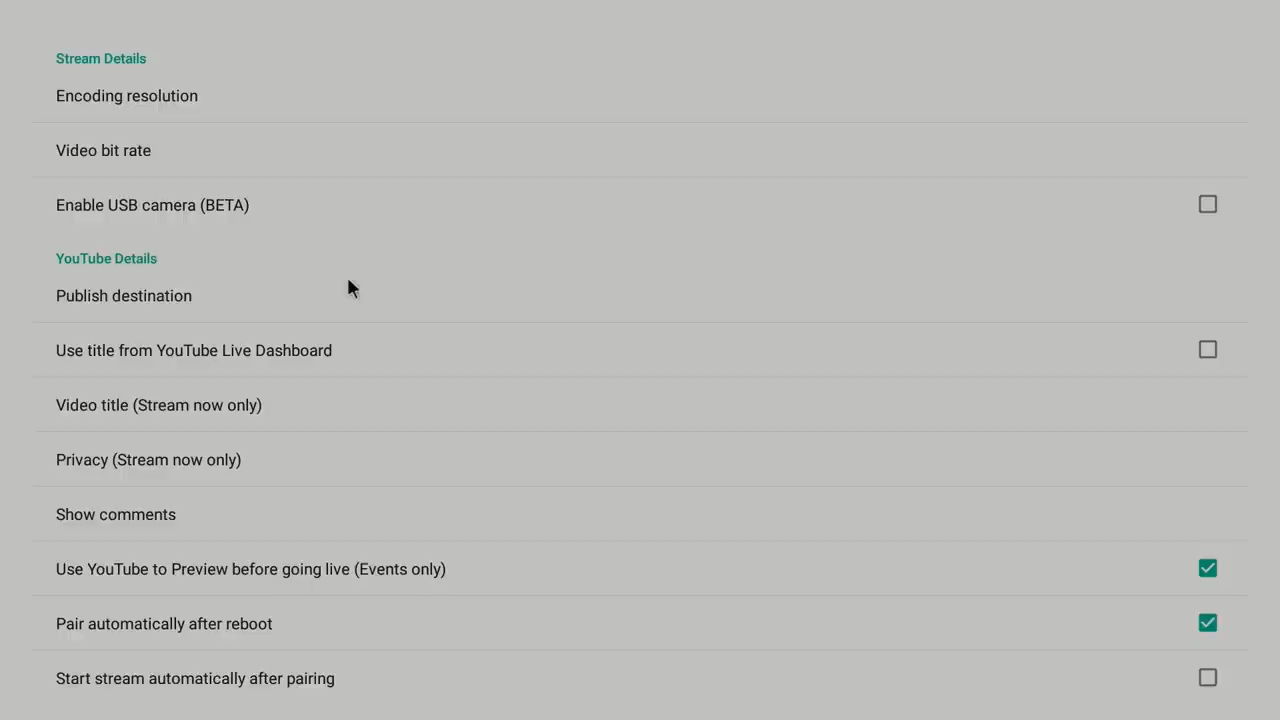 Stream Details
Encoding resolution
Video bit rate
Enable USB camera (BETA)
YouTube Details
Publish destination
Use title from YouTube Live Dashboard
Video title (Stream now only)
Privacy (Stream now only)
Show comments
Use YouTube to Preview before going live (Events only)
Pair automatically after reboot
Start stream automatically after pairing